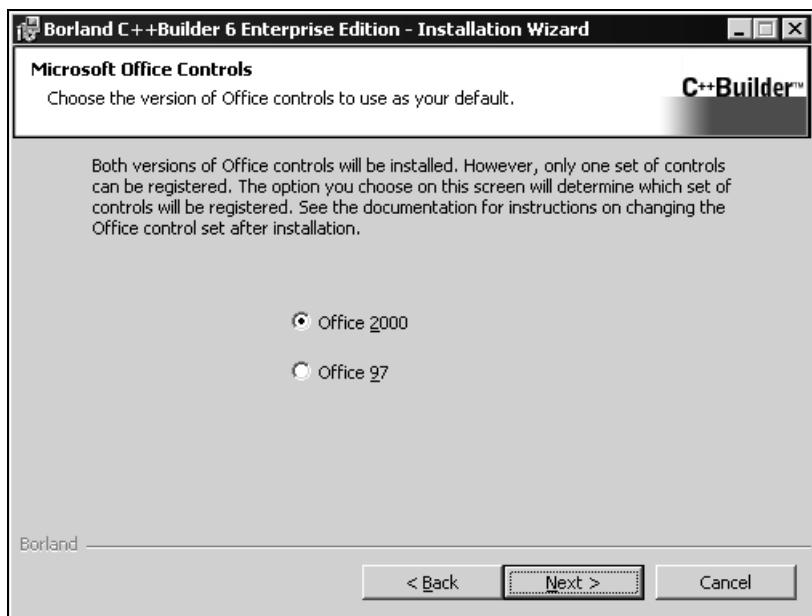 Borland C++Builder 6 Enterprise Edition - Installation Wizard
Microsoft Office Controls
Choose the version of Office controls to use as your default.
C++Builder™
Both versions of Office controls will be installed. However, only one set of controls
can be registered. The option you choose on this screen will determine which set of
controls will be registered. See the documentation for instructions on changing the
Office control set after installation.
Office 2000
Office 97
Borland
< Back
Next >
Cancel